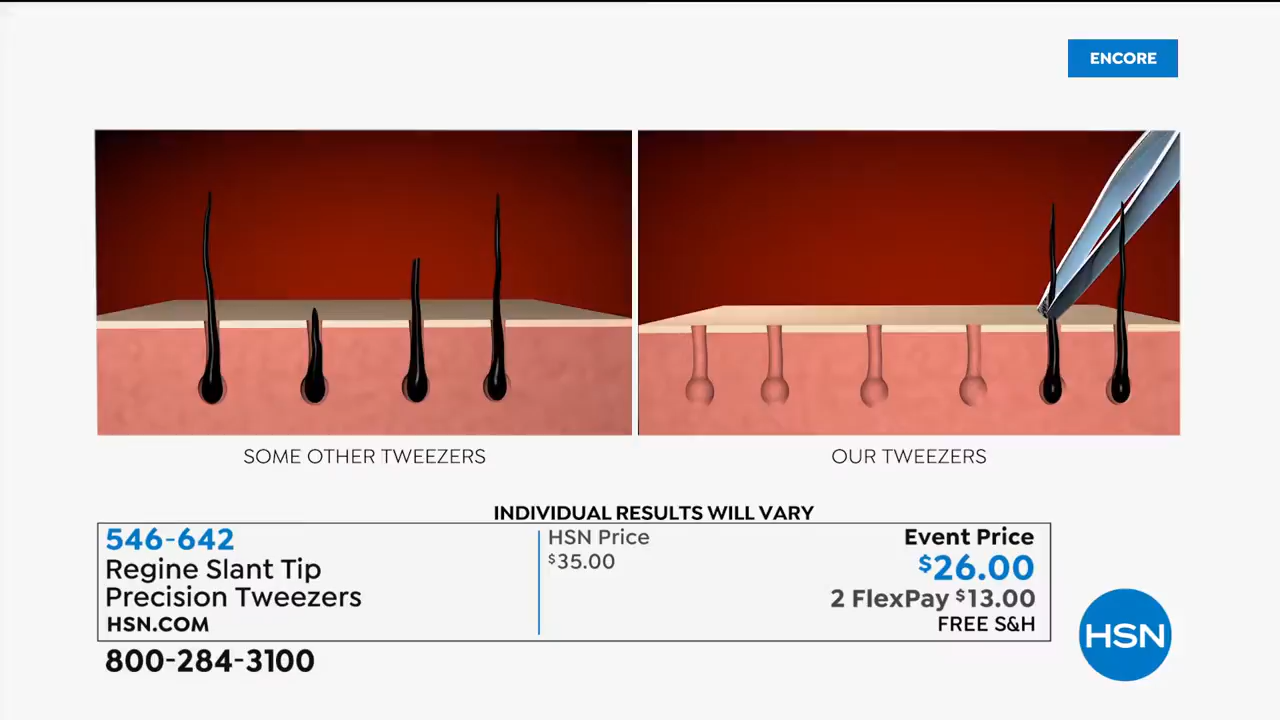 ENCORE
SOME OTHER TWEEZERS
OUR TWEEZERS
INDIVIDUAL RESULTS WILL VARY
546-642
Regine Slant Tip
Precision Tweezers
HSN.COM
HSN Price
$35.00
Event Price
$26.00
2 FlexPay $13.00
FREE S&H
800-284-3100
HSN